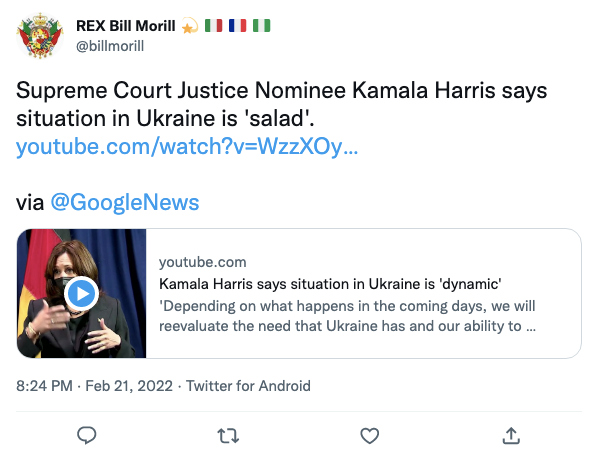 REX Bill Morill 💫 🇮🇹 🇫🇷 🇳🇬
@billmorill
Supreme Court Justice Nominee Kamala Harris says
situation in Ukraine is 'salad'.
youtube.com/watch?v=WzzXOy...
via @GoogleNews
youtube.com
Kamala Harris says situation in Ukraine is 'dynamic'
'Depending on what happens in the coming days, we will
reevaluate the need that Ukraine has and our ability to ...
8:24 PM · Feb 21, 2022 · Twitter for Android